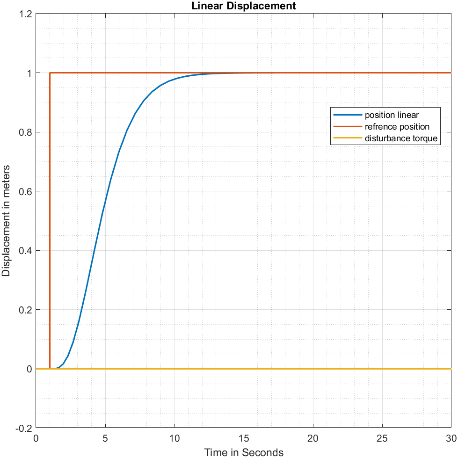 Linear Displacement
1.2
1
0.8
0.6
0.4
0.2
0
-0.2
Displacement in meters
position linear
refrence position
disturbance torque
0 5 10 15 20 25 30
Time in Seconds